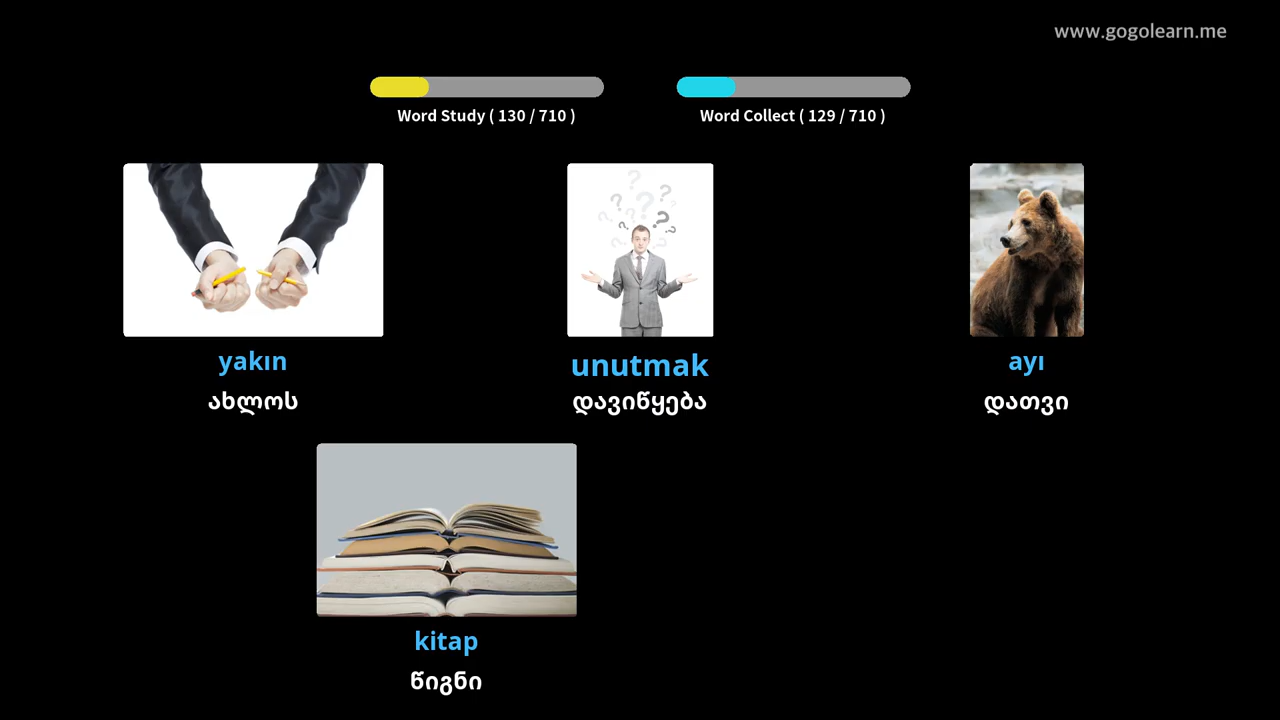 www.gogolearn.me
Word Study ( 130 / 710 )
Word Collect ( 129 / 710 )
yakın
ახლოს
unutmak
დავიწყება
ayı
დათვი
kitap
წიგნი